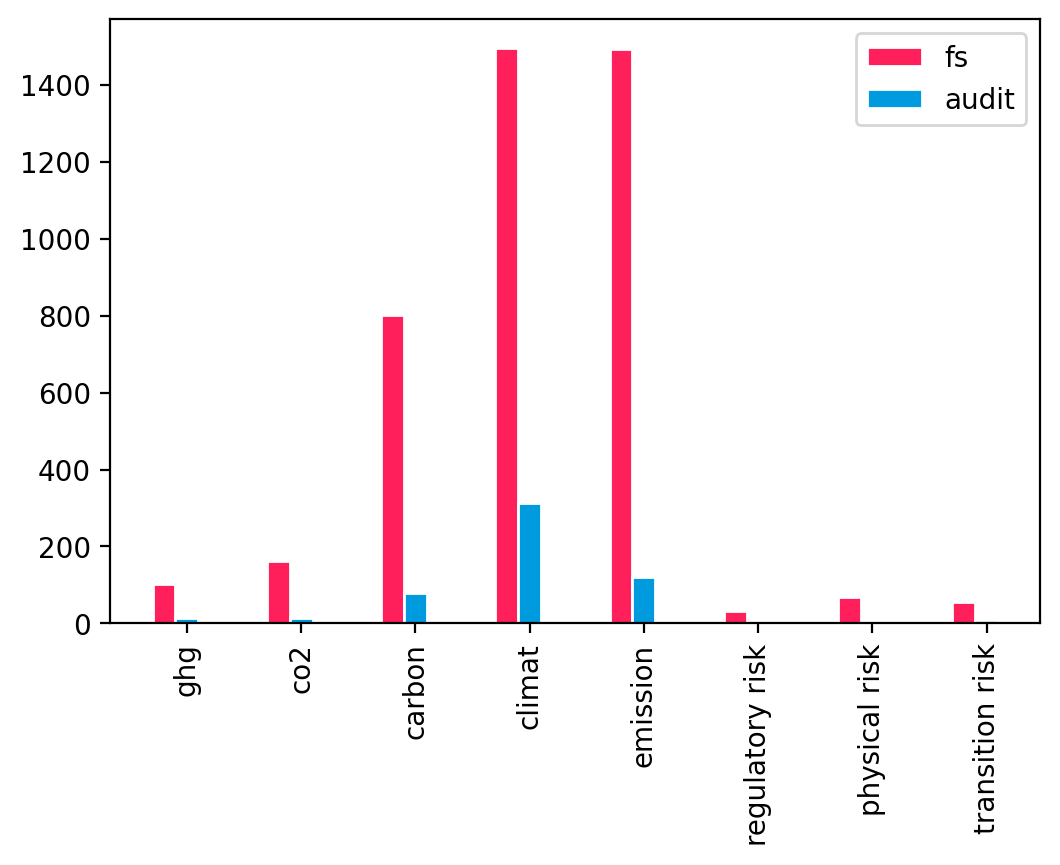 fs
audit
1400
1200
1000
800
600
400
200
0
ghg
co2
carbon
climat
emission
regulatory risk
physical risk
transition risk